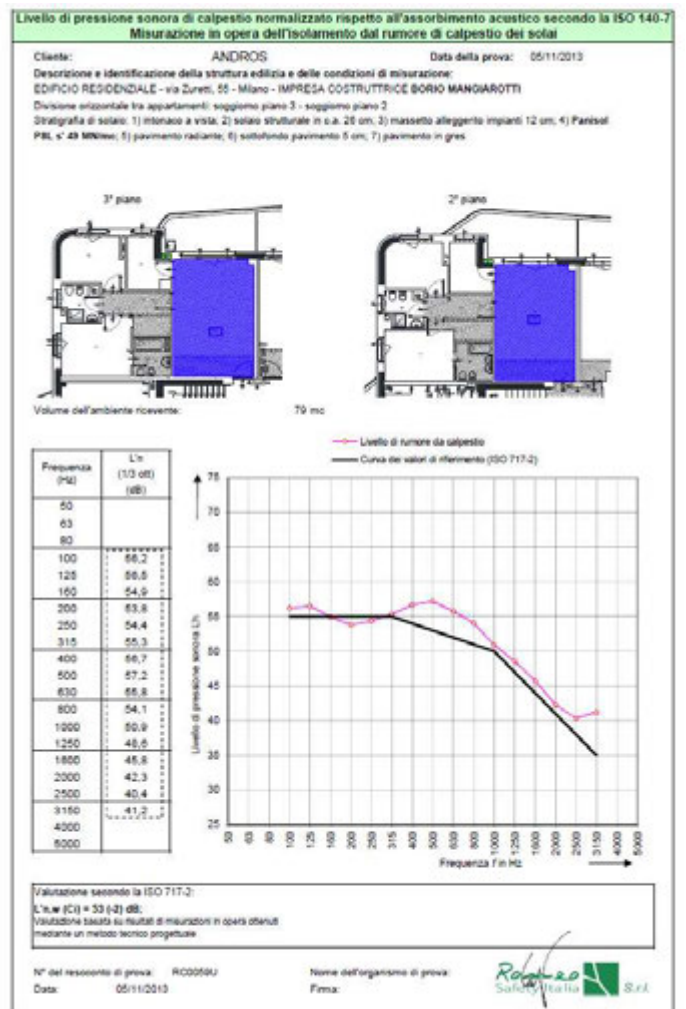 Livello di pressione sonora di calpestio normalizzato rispetto all'assorbimento acustico secondo la ISO 140-7
Misurazione in opera dell'isolamento dal rumore di calpestio dei solai
Cliente: ANDROS Data della prova: 05/11/2013
Descrizione e identificazione della struttura edilizia e delle condizioni di misurazione:
EDIFICIO RESIDENZIALE - via Zuretti, 55 - Milano - IMPRESA COSTRUTTRICE BORIO MANGIAROTTI
Divisione orizzontale tra appartamenti: soggiorno piano 3 - soggiorno piano 2
Stratigrafia di solaio: 1) intonaco a vista; 2) solaio strutturale in c.a. 28 cm; 3) massetto alleggerito impianti 12 cm; 4) Panisol
PBL s' 49 MN/mc; 5) pavimento radiante; 6) sottofondo pavimento 5 cm; 7) pavimento in gres
3° piano 2° piano
Volume dell'ambiente ricevente: 79 mc
Livello di rumore da calpestio
Curva dei valori di riferimento (ISO 717-2)
Frequenza (Hz) L'n (1/3 ott) (dB)
50
63
80
100 56,2
125 56,5
160 54,9
200 53,8
250 54,4
315 55,3
400 56,7
500 57,2
630 55,8
800 54,1
1000 50,9
1250 48,6
1600 45,8
2000 42,3
2500 40,4
3150 41,2
4000
5000
Livello di pressione sonora L'n
75
70
65
60
55
50
45
40
35
30
25
50 63 80 100 125 160 200 250 315 400 500 630 800 1000 1250 1600 2000 2500 3150 4000 5000
Frequenza f in Hz
Valutazione secondo la ISO 717-2:
L'n,w (Ci) = 53 (-2) dB;
Valutazione basata su risultati di misurazioni in opera ottenuti
mediante un metodo tecnico progettuale
N° del resoconto di prova: RC0059U Nome dell'organismo di prova:
Data: 05/11/2013 Firma:
Safety Italia S.r.l.